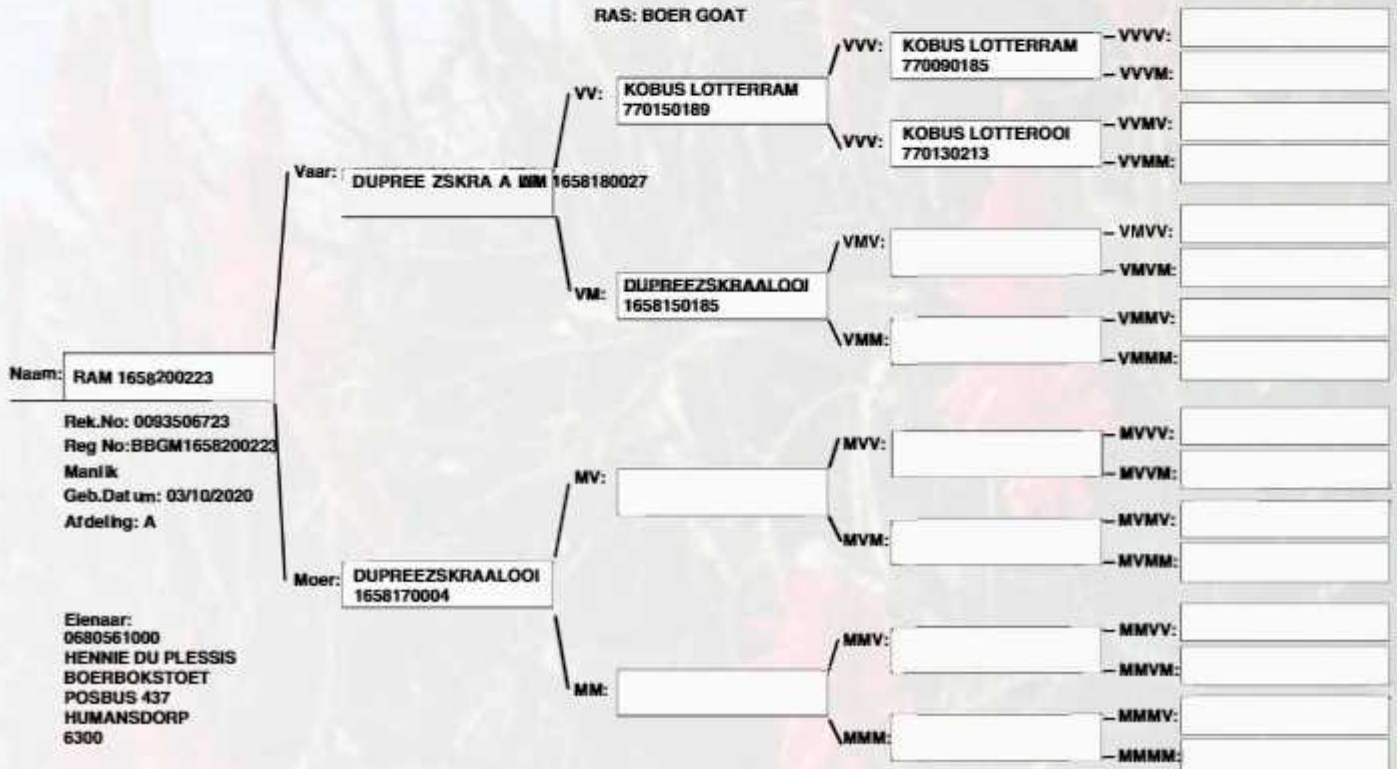 RAS: BOER GOAT
Naam: RAM 1658200223
Rek.No: 0093506723
Reg No:BBGM1658200223
Manlik
Geb.Datum: 03/10/2020
Afdeling: A
Eienaar:
0680561000
HENNIE DU PLESSIS
BOERBOKSTOET
POSBUS 437
HUMANSDORP
6300
Vaar: DUPREE ZSKRA A 1658180027
Moer: DUPREEZSKRAALOOI
1658170004
VV: KOBUS LOTTERRAM
770150189
VM: DUPREEZSKRAALOOI
1658150185
MV:
MM:
VVV: KOBUS LOTTERRAM
770090185
VVV: KOBUS LOTTEROOI
770130213
VMV:
VMM:
MVV:
MVM:
MMV:
MMM:
VVVV:
VVVM:
VVMV:
VVMM:
VMVV:
VMVM:
VMMV:
VMMM:
MVVV:
MVVM:
MVMV:
MVMM:
MMVV:
MMVM:
MMMV:
MMMM: